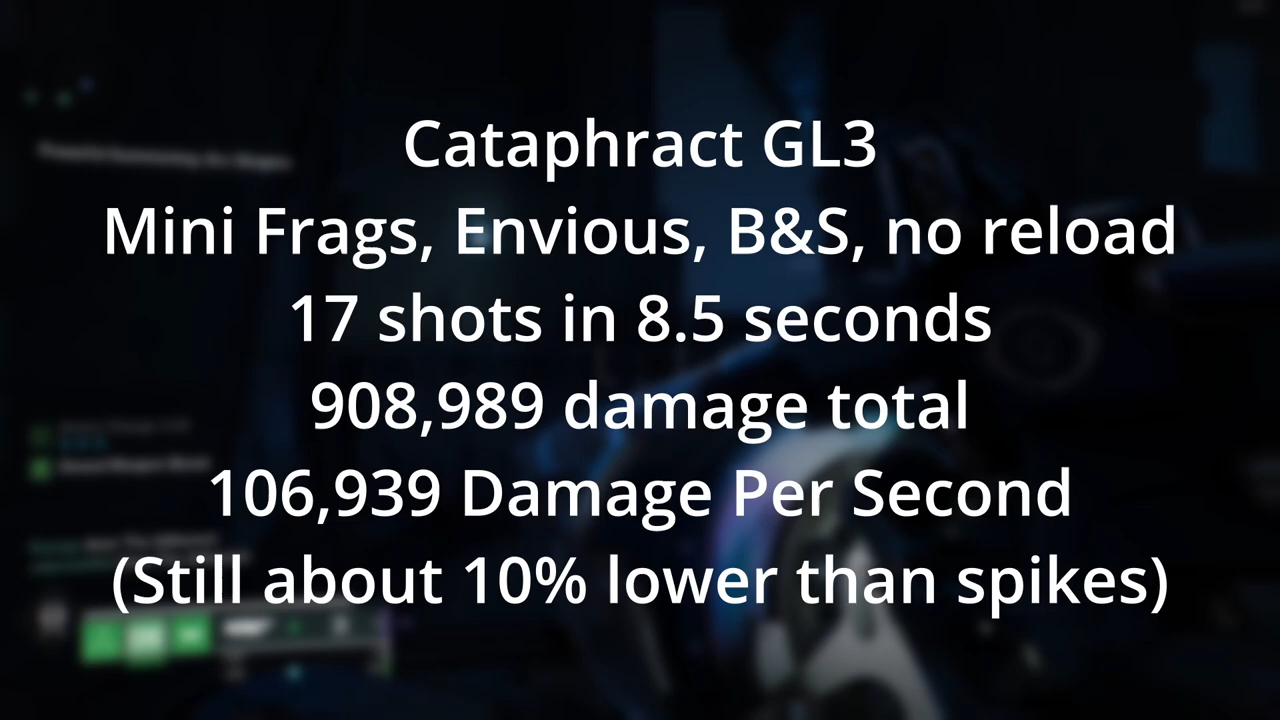 Cataphract GL3
Mini Frags, Envious, B&S, no reload
17 shots in 8.5 seconds
908,989 damage total
106,939 Damage Per Second
(Still about 10% lower than spikes)